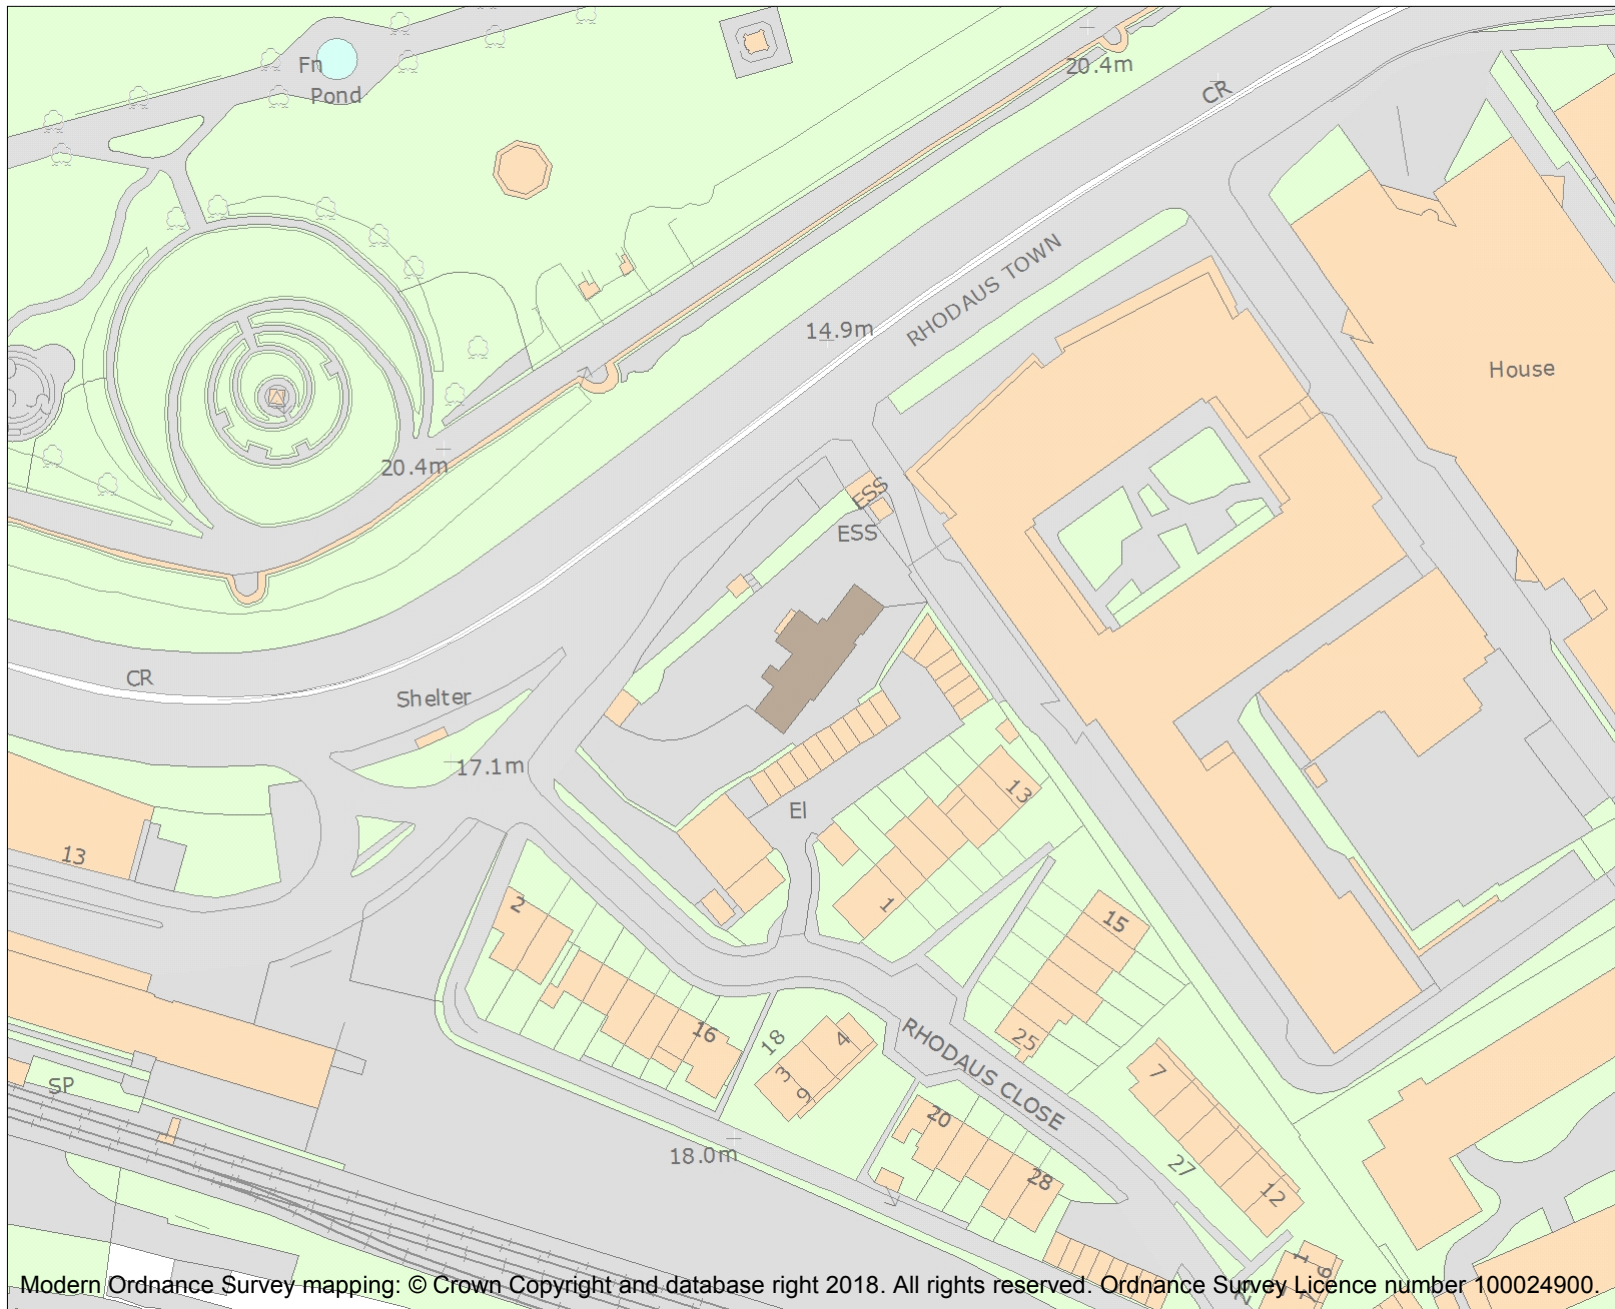 Fn
Pond
20.4m
CR
RHODAUS TOWN
14.9m
House
20.4m
ESS
ESS
CR
Shelter
17.1m
El
13
13
2
1
15
16
18
4
3
9
25
RHODAUS CLOSE
7
SP
20
18.0m
28
27
12
1
6
Modern Ordnance Survey mapping: © Crown Copyright and database right 2018. All rights reserved. Ordnance Survey Licence number 100024900.